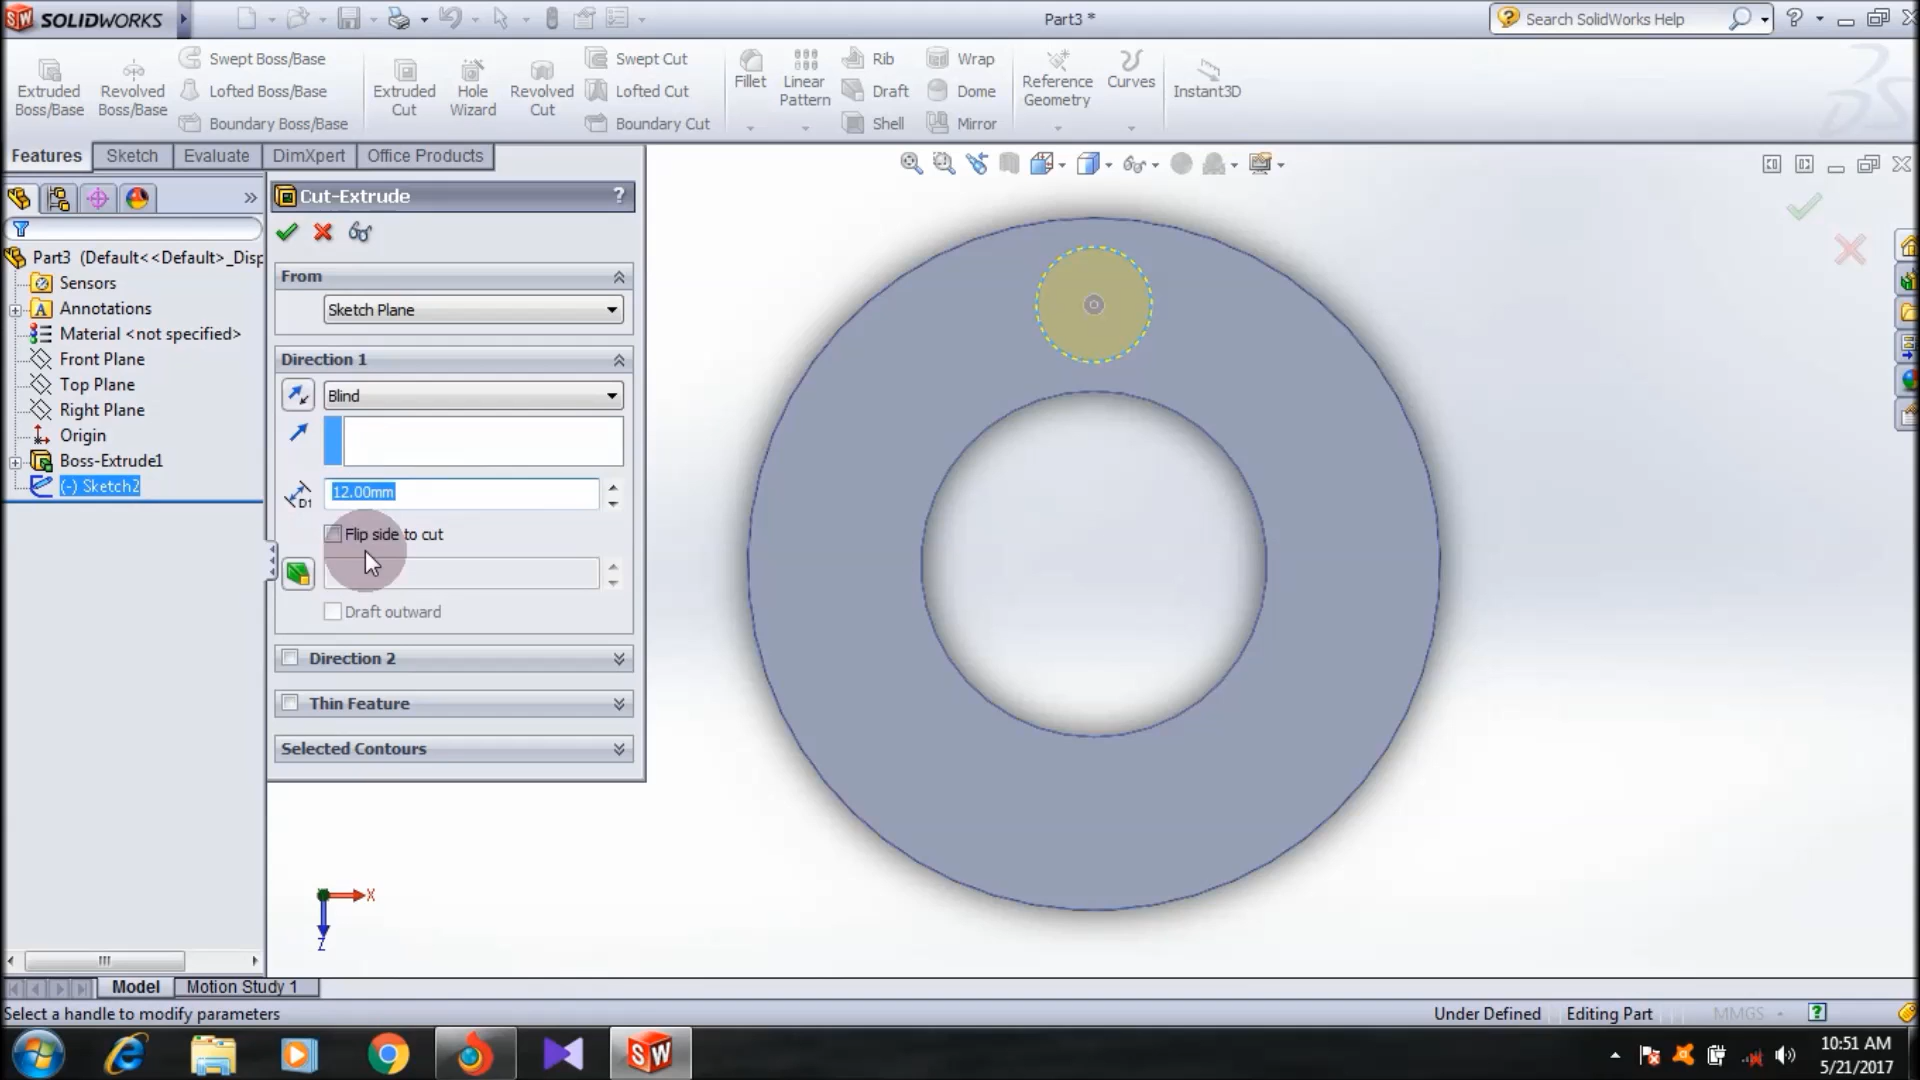 SOLIDWORKS
Part3 *
Search SolidWorks Help
Extruded Boss/Base
Revolved Boss/Base
Swept Boss/Base
Lofted Boss/Base
Boundary Boss/Base
Extruded Cut
Hole Wizard
Revolved Cut
Swept Cut
Lofted Cut
Boundary Cut
Fillet
Linear Pattern
Rib
Draft
Shell
Wrap
Dome
Mirror
Reference Geometry
Curves
Instant3D
Features
Sketch
Evaluate
DimXpert
Office Products
Part3 (Default<<Default>_Disp
Sensors
Annotations
Material <not specified>
Front Plane
Top Plane
Right Plane
Origin
Boss-Extrude1
(-) Sketch2
Cut-Extrude
?
From
Sketch Plane
Direction 1
Blind
D1
12.00mm
Flip side to cut
Draft outward
Direction 2
Thin Feature
Selected Contours
X
Z
Model
Motion Study 1
Select a handle to modify parameters
Under Defined
Editing Part
MMGS
?
SW
10:51 AM
5/21/2017